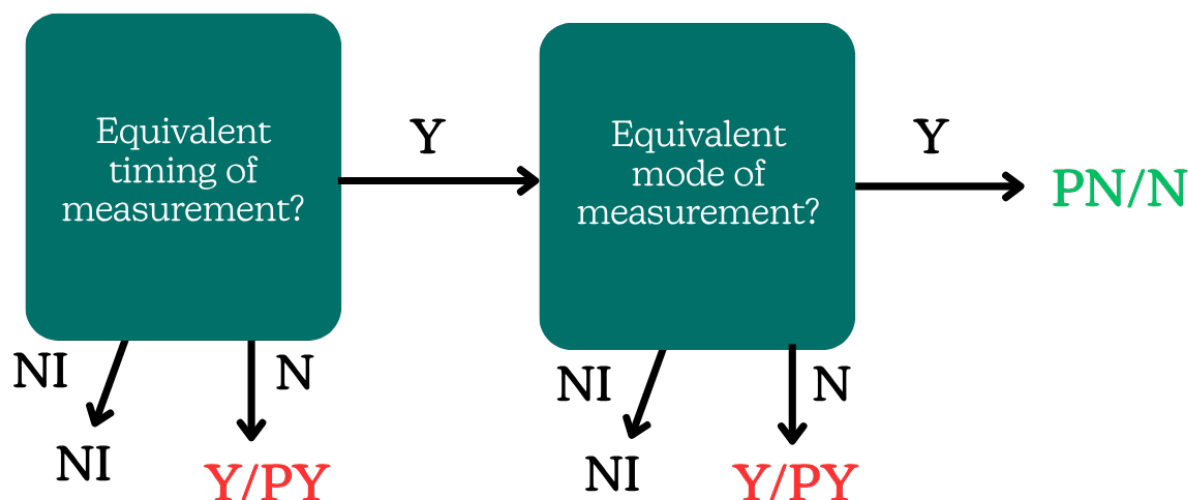 Equivalent
timing of
measurement?
Y
Equivalent
mode of
measurement?
Y
PN/N
NI
N
NI
Y/PY
NI
N
NI
Y/PY